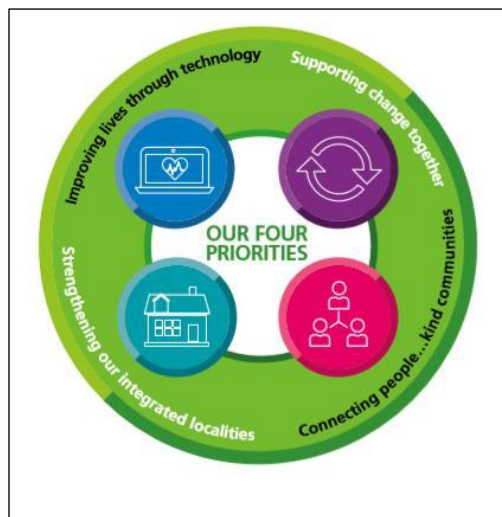 Improving lives through technology
Supporting change together
OUR FOUR
PRIORITIES
Strengthening our integrated localities
Connecting people...kind communities